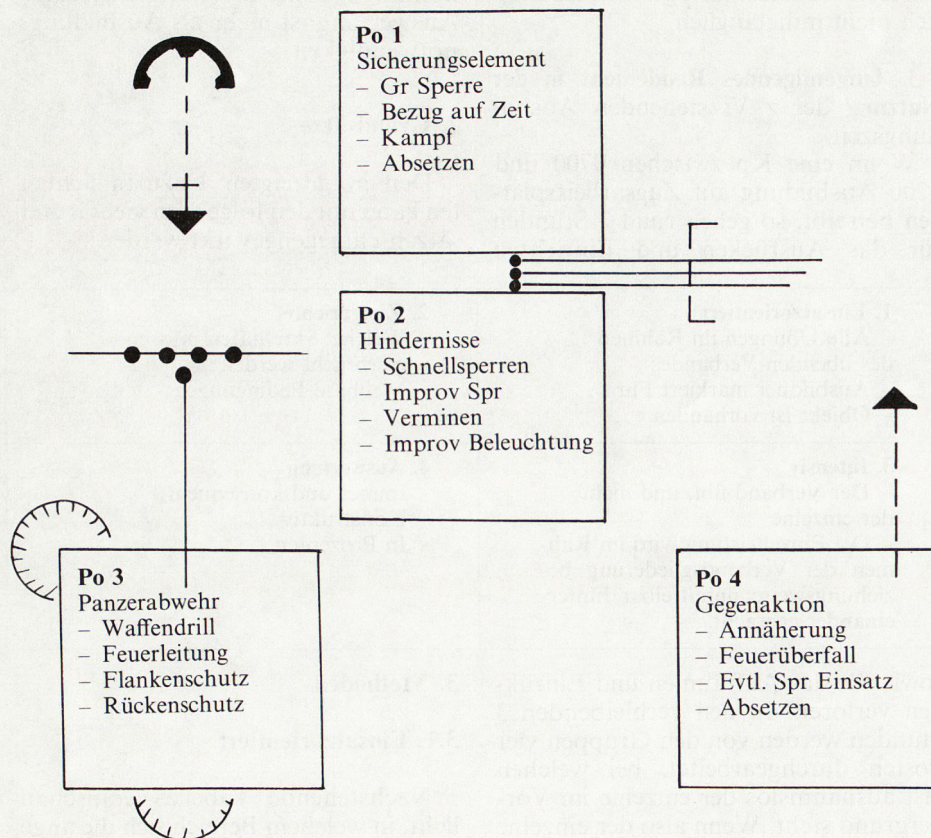 Po 1
Sicherungselement
– Gr Sperre
– Bezug auf Zeit
– Kampf
– Absetzen
Po 2
Hindernisse
– Schnellsperren
– Improv Spr
– Verminen
– Improv Beleuchtung
Po 3
Panzerabwehr
– Waffendrill
– Feuerleitung
– Flankenschutz
– Rückenschutz
Po 4
Gegenaktion
– Annäherung
– Feuerüberfall
– Evtl. Spr Einsatz
– Absetzen